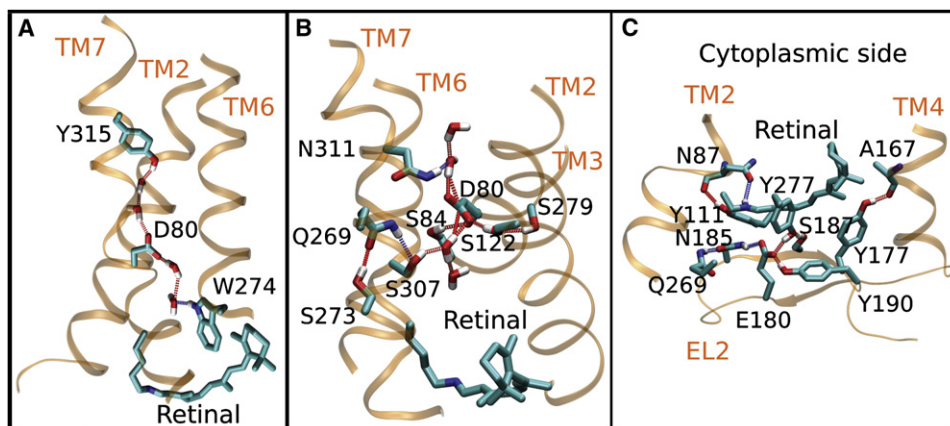 A
TM7
TM2
TM6
Y315
D80
W274
Retinal
B
TM7
TM6
TM2
TM3
N311
D80
S279
S84
S122
Q269
S307
S273
Retinal
C
Cytoplasmic side
TM2
TM4
Retinal
A167
N87
Y277
Y111
S187
N185
Y177
Q269
Y190
E180
EL2